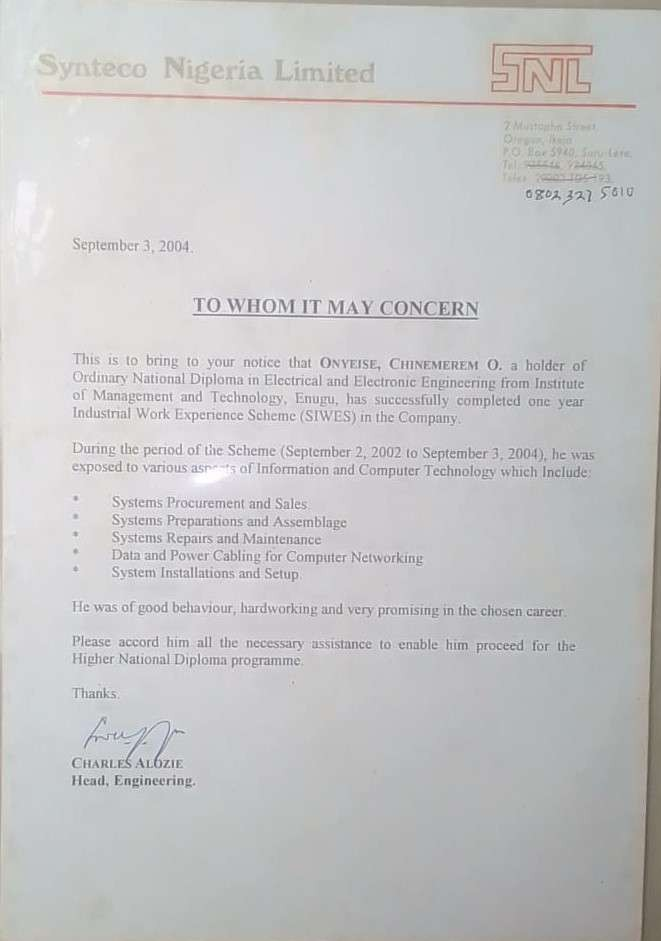 Synteco Nigeria Limited
SNL
7 Mustapha Street,
Oregun, Ikeja
P.O. Box 5940, Suru-Lere.
Tel: 924045,
Telex
0802 327 5010
September 3, 2004.
TO WHOM IT MAY CONCERN
This is to bring to your notice that ONYEISE, CHINEMEREM O. a holder of
Ordinary National Diploma in Electrical and Electronic Engineering from Institute
of Management and Technology, Enugu, has successfully completed one year
Industrial Work Experience Scheme (SIWES) in the Company.
During the period of the Scheme (September 2, 2002 to September 3, 2004), he was
exposed to various aspects of Information and Computer Technology which Include:
* Systems Procurement and Sales
* Systems Preparations and Assemblage
* Systems Repairs and Maintenance
* Data and Power Cabling for Computer Networking
* System Installations and Setup.
He was of good behaviour, hardworking and very promising in the chosen career.
Please accord him all the necessary assistance to enable him proceed for the
Higher National Diploma programme.
Thanks.
CHARLES ALOZIE
Head, Engineering.